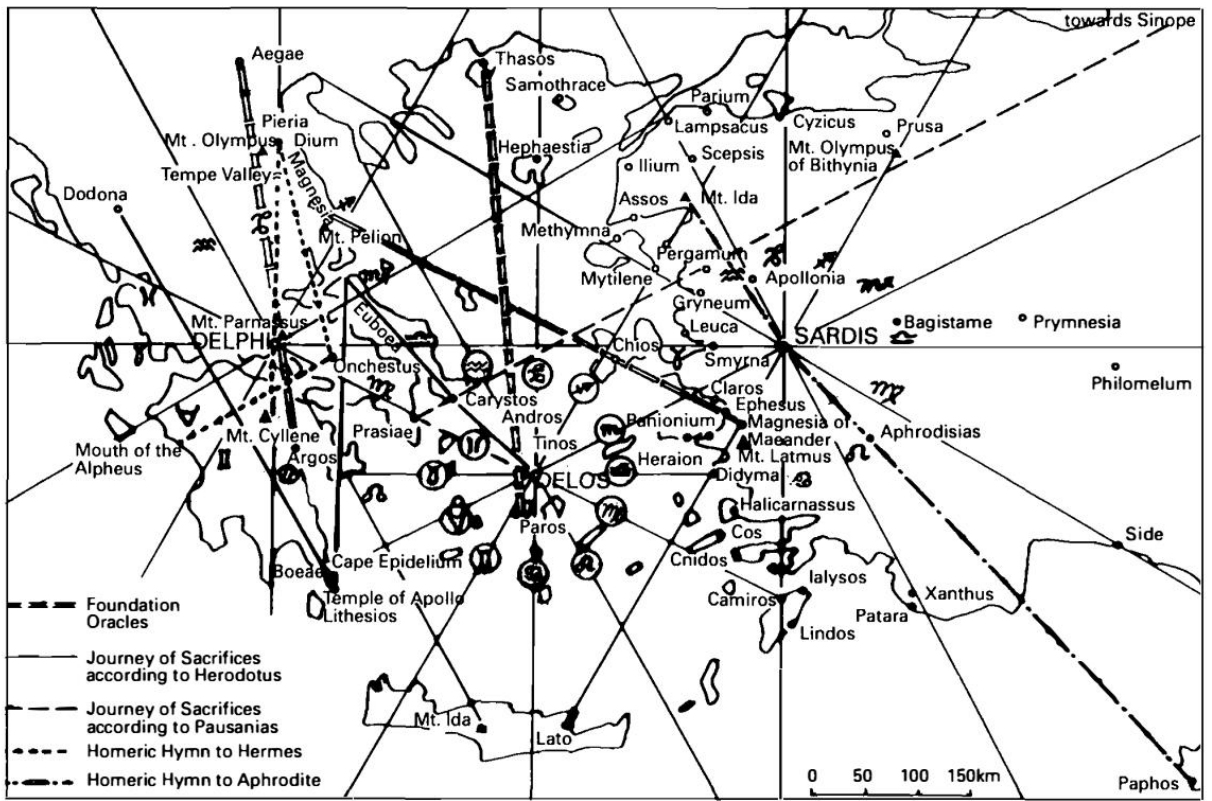 towards Sinope
Aegae
Thasos
Samothrace
Parium
Lampsacus
Cyzicus
Prusa
Pieria
Mt . Olympus
Dium
Hephaestia
Mt. Olympus
of Bithynia
Ilium
Scepsis
Tempe Valley
Magnesia
Dodona
Assos
Mt. Ida
Mt. Pelion
Methymna
Pergamum
Mytilene
Apollonia
Gryneum
Euboea
Mt. Parnassus
Leuca
Bagistame
Prymnesia
DELPHI
SARDIS
Chios
Smyrna
Onchestus
Philomelum
Claros
Carystos
Ephesus
Andros
Panionium
Magnesia of
Maeander
Prasiae
Mt. Cyllene
Tinos
Aphrodisias
Mouth of the
Alpheus
Argos
Heraion
Mt. Latmus
DELOS
Didyma
Halicarnassus
Paros
Cos
Side
Cnidos
Cape Epidelium
Boeae
Ialysos
Temple of Apollo
Lithesios
Camiros
Xanthus
Patara
Lindos
Mt. Ida
Lato
Paphos
Foundation
Oracles
Journey of Sacrifices
according to Herodotus
Journey of Sacrifices
according to Pausanias
Homeric Hymn to Hermes
Homeric Hymn to Aphrodite
0 50 100 150km